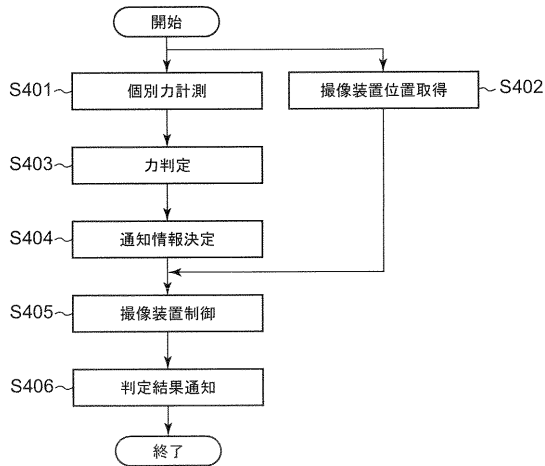 開始
S401 個別力計測
撮像装置位置取得 S402
S403 力判定
S404 通知情報決定
S405 撮像装置制御
S406 判定結果通知
終了